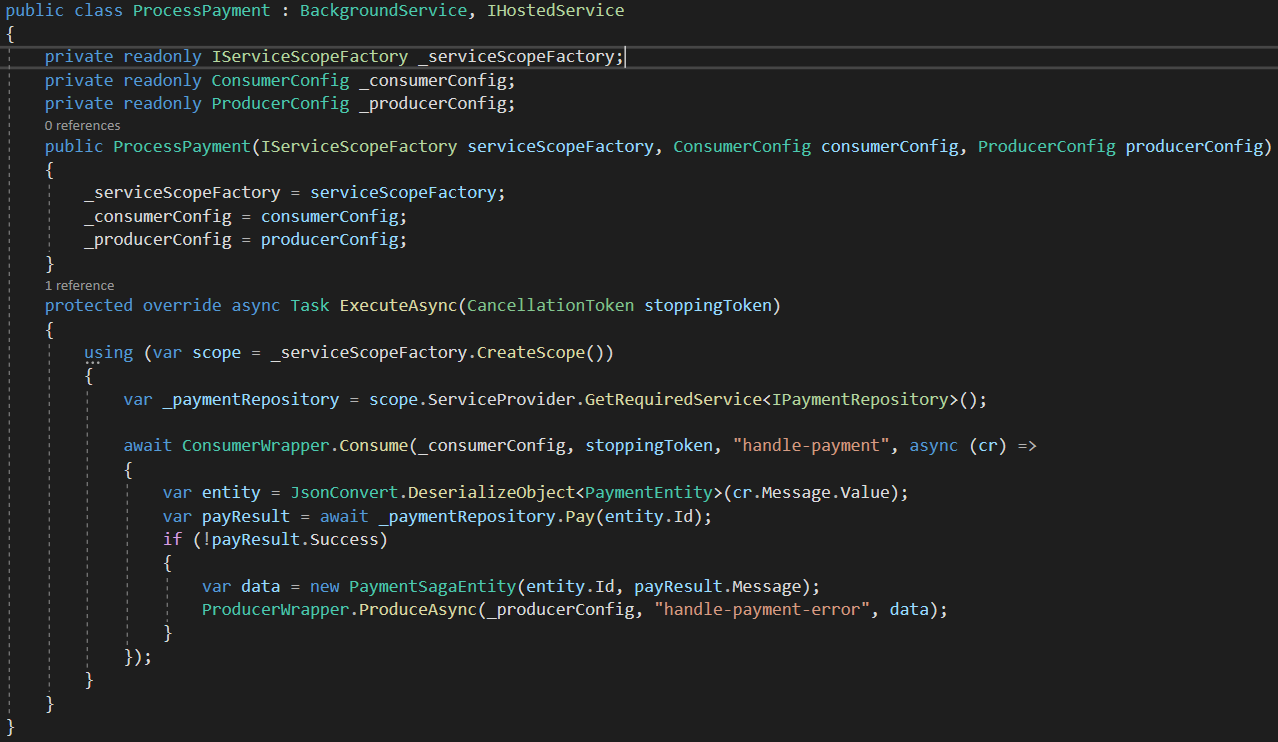 public class ProcessPayment : BackgroundService, IHostedService
{
    private readonly IServiceScopeFactory _serviceScopeFactory;
    private readonly ConsumerConfig _consumerConfig;
    private readonly ProducerConfig _producerConfig;
    0 references
    public ProcessPayment(IServiceScopeFactory serviceScopeFactory, ConsumerConfig consumerConfig, ProducerConfig producerConfig)
    {
        _serviceScopeFactory = serviceScopeFactory;
        _consumerConfig = consumerConfig;
        _producerConfig = producerConfig;
    }
    1 reference
    protected override async Task ExecuteAsync(CancellationToken stoppingToken)
    {
        using (var scope = _serviceScopeFactory.CreateScope())
        {
            var _paymentRepository = scope.ServiceProvider.GetRequiredService<IPaymentRepository>();

            await ConsumerWrapper.Consume(_consumerConfig, stoppingToken, "handle-payment", async (cr) =>
            {
                var entity = JsonConvert.DeserializeObject<PaymentEntity>(cr.Message.Value);
                var payResult = await _paymentRepository.Pay(entity.Id);
                if (!payResult.Success)
                {
                    var data = new PaymentSagaEntity(entity.Id, payResult.Message);
                    ProducerWrapper.ProduceAsync(_producerConfig, "handle-payment-error", data);
                }
            });
        }
    }
}